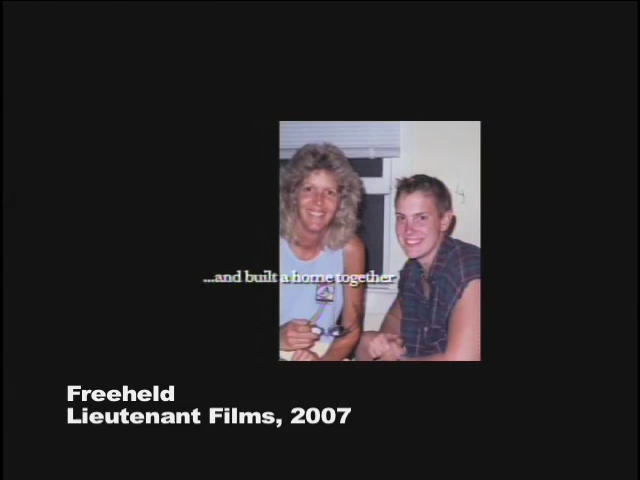 ...and built a home together
Freeheld
Lieutenant Films, 2007